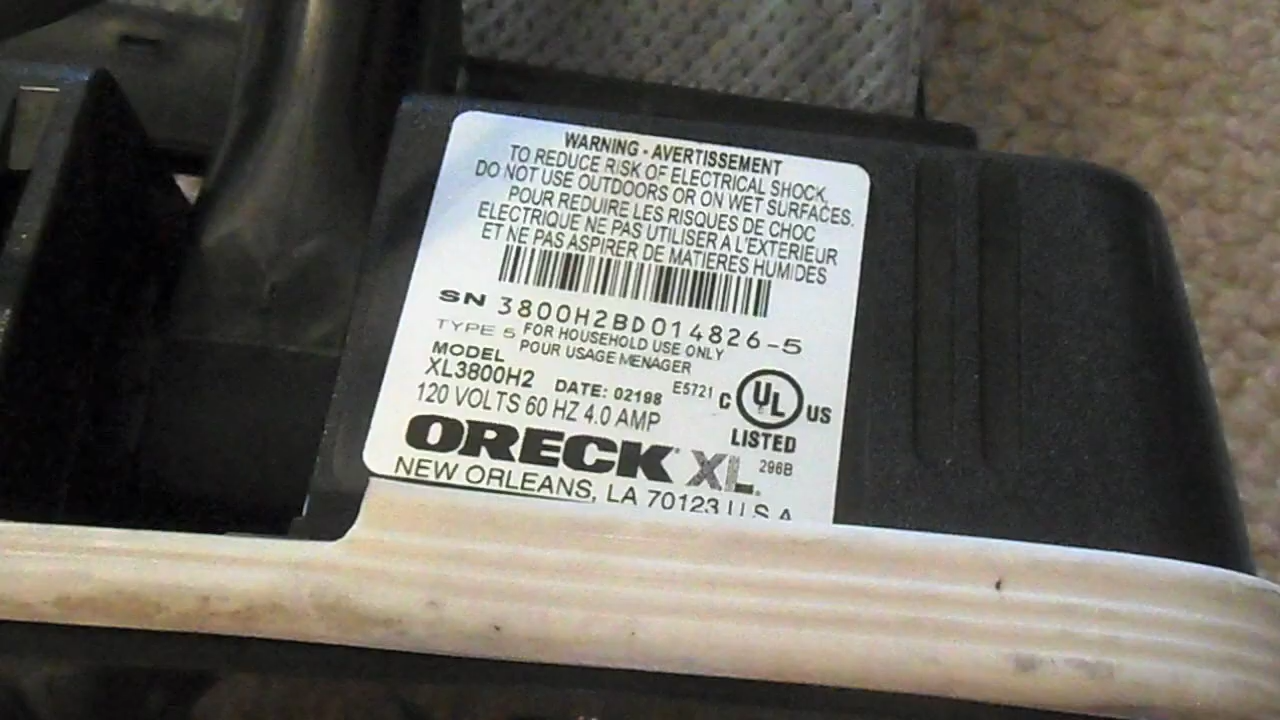 WARNING - AVERTISSEMENT
TO REDUCE RISK OF ELECTRICAL SHOCK,
DO NOT USE OUTDOORS OR ON WET SURFACES.
POUR REDUIRE LES RISQUES DE CHOC
ELECTRIQUE NE PAS UTILISER A L'EXTERIEUR
ET NE PAS ASPIRER DE MATIERES HUMIDES
SN 3800H2BD014826-5
TYPE 5 FOR HOUSEHOLD USE ONLY
POUR USAGE MENAGER
MODEL
XL3800H2 DATE: 02198 E5721
120 VOLTS 60 HZ 4.0 AMP
C UL US
LISTED
296B
ORECK XL.
NEW ORLEANS, LA 70123 U.S.A.